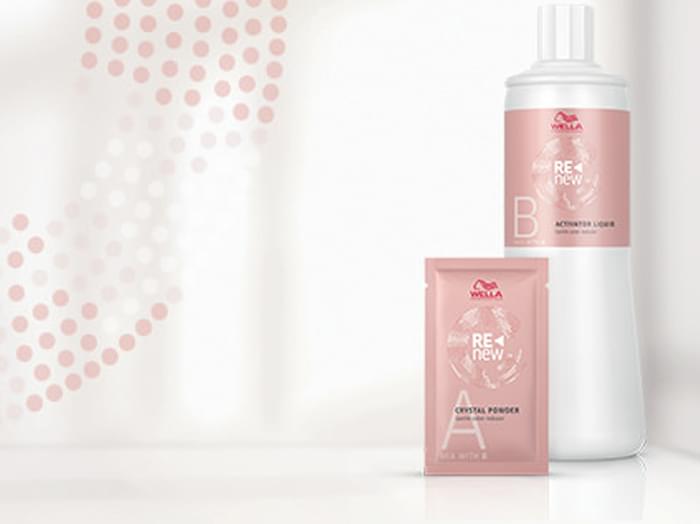 WELLA
RE
new
B
ACTIVATOR LIQUID
WELLA
RE
new
CRYSTAL POWDER
A
MIX WITH B